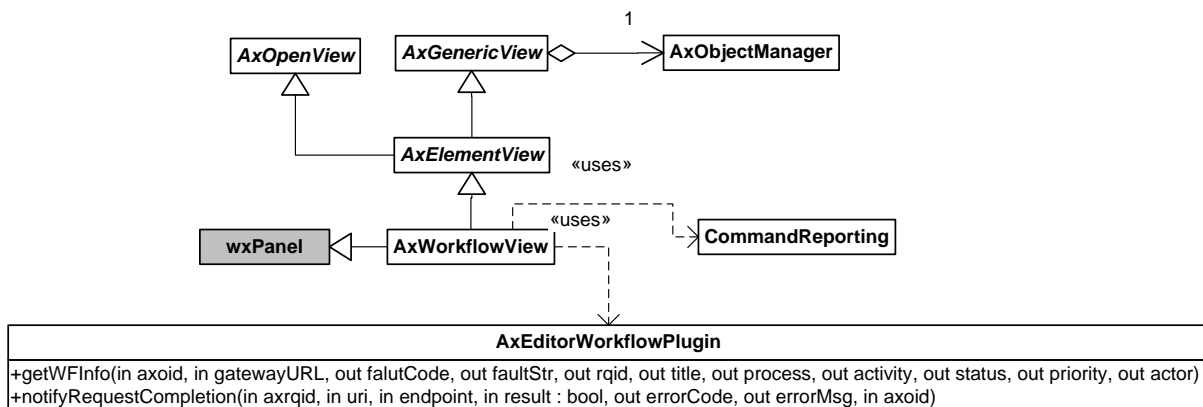 1
AxOpenView
AxGenericView
AxObjectManager
AxElementView
«uses»
«uses»
wxPanel
AxWorkflowView
CommandReporting
AxEditorWorkflowPlugin
+getWFInfo(in axoid, in gatewayURL, out falutCode, out faultStr, out rqid, out title, out process, out activity, out status, out priority, out actor)
+notifyRequestCompletion(in axrqid, in uri, in endpoint, in result : bool, out errorCode, out errorMsg, in axoid)